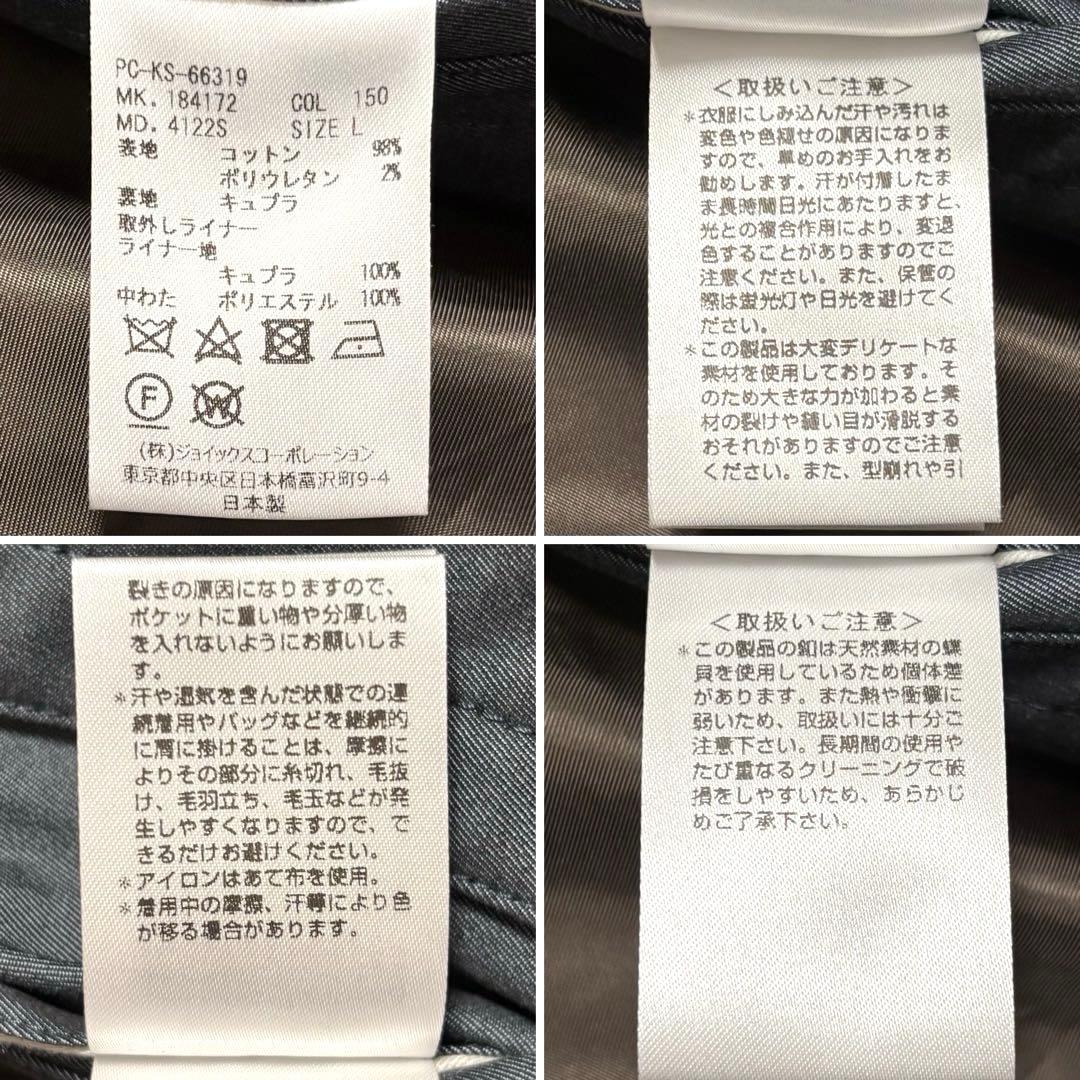 PC-KS-66319
MK. 184172 COL 150
MD. 4122S SIZE L
表地 コットン 98%
ポリウレタン 2%
裏地 キュプラ
取外しライナー
ライナー地
キュプラ 100%
中わた ポリエステル 100%
F W
(株)ジョイックスコーポレーション
東京都中央区日本橋富沢町9-4
日本製
<取扱いご注意>
*衣服にしみ込んだ汗や汚れは
変色や色褪せの原因になりま
すので、早めのお手入れをお
勧めします。汗が付着したま
ま長時間日光にあたりますと、
光との複合作用により、変退
色することがありますのでご
注意ください。また、保管の
際は蛍光灯や日光を避けてく
ださい。
*この製品は大変デリケートな
素材を使用しております。そ
のため大きな力が加わると素
材の裂けや縫い目が滑脱する
おそれがありますのでご注意
ください。また、型崩れや引
裂きの原因になりますので、
ポケットに重い物や分厚い物
を入れないようにお願いしま
す。
*汗や湿気を含んだ状態での連
続着用やバッグなどを継続的
に肩に掛けることは、摩擦に
よりその部分に糸切れ、毛抜
け、毛羽立ち、毛玉などが発
生しやすくなりますので、で
きるだけお避けください。
*アイロンはあて布を使用。
*着用中の摩擦、汗等により色
が移る場合があります。
<取扱いご注意>
*この製品の釦は天然素材の蝶
貝を使用しているため個体差
があります。また熱や衝撃に
弱いため、取扱いには十分ご
注意下さい。長期間の使用や
たび重なるクリーニングで破
損をしやすいため、あらかじ
めご了承下さい。